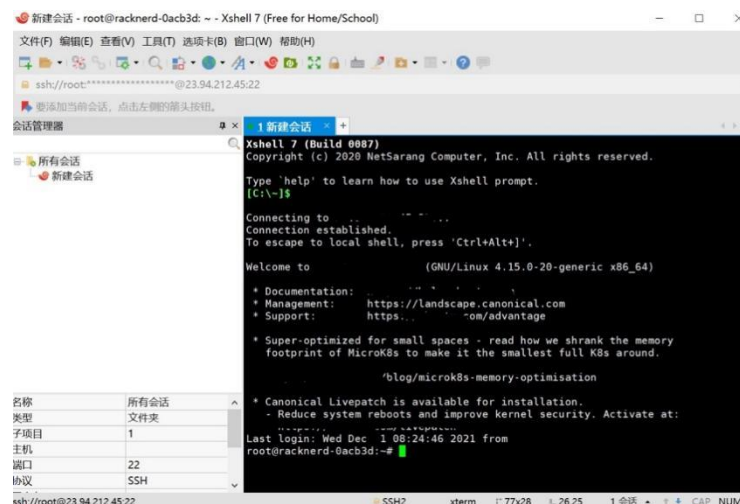 新建会话 - root@racknerd-0acb3d: ~ - Xshell 7 (Free for Home/School)
文件(F) 编辑(E) 查看(V) 工具(T) 选项卡(B) 窗口(W) 帮助(H)
ssh://root:******************@23.94.212.45:22
要添加当前会话，点击左侧的箭头按钮。
会话管理器
所有会话
新建会话
名称 所有会话
类型 文件夹
子项目 1
主机
端口 22
协议 SSH
1 新建会话 +
Xshell 7 (Build 0087)
Copyright (c) 2020 NetSarang Computer, Inc. All rights reserved.
Type `help' to learn how to use Xshell prompt.
[C:\~]$
Connecting to
Connection established.
To escape to local shell, press 'Ctrl+Alt+]'.
Welcome to (GNU/Linux 4.15.0-20-generic x86_64)
* Documentation:
* Management: https://landscape.canonical.com
* Support: https com/advantage
* Super-optimized for small spaces - read how we shrank the memory
footprint of MicroK8s to make it the smallest full K8s around.
/blog/microk8s-memory-optimisation
* Canonical Livepatch is available for installation.
- Reduce system reboots and improve kernel security. Activate at:
Last login: Wed Dec 1 08:24:46 2021 from
root@racknerd-0acb3d:~#
ssh://root@23.94.212.45:22 SSH2 xterm 77x28 26,25 1 会话 CAP NUM